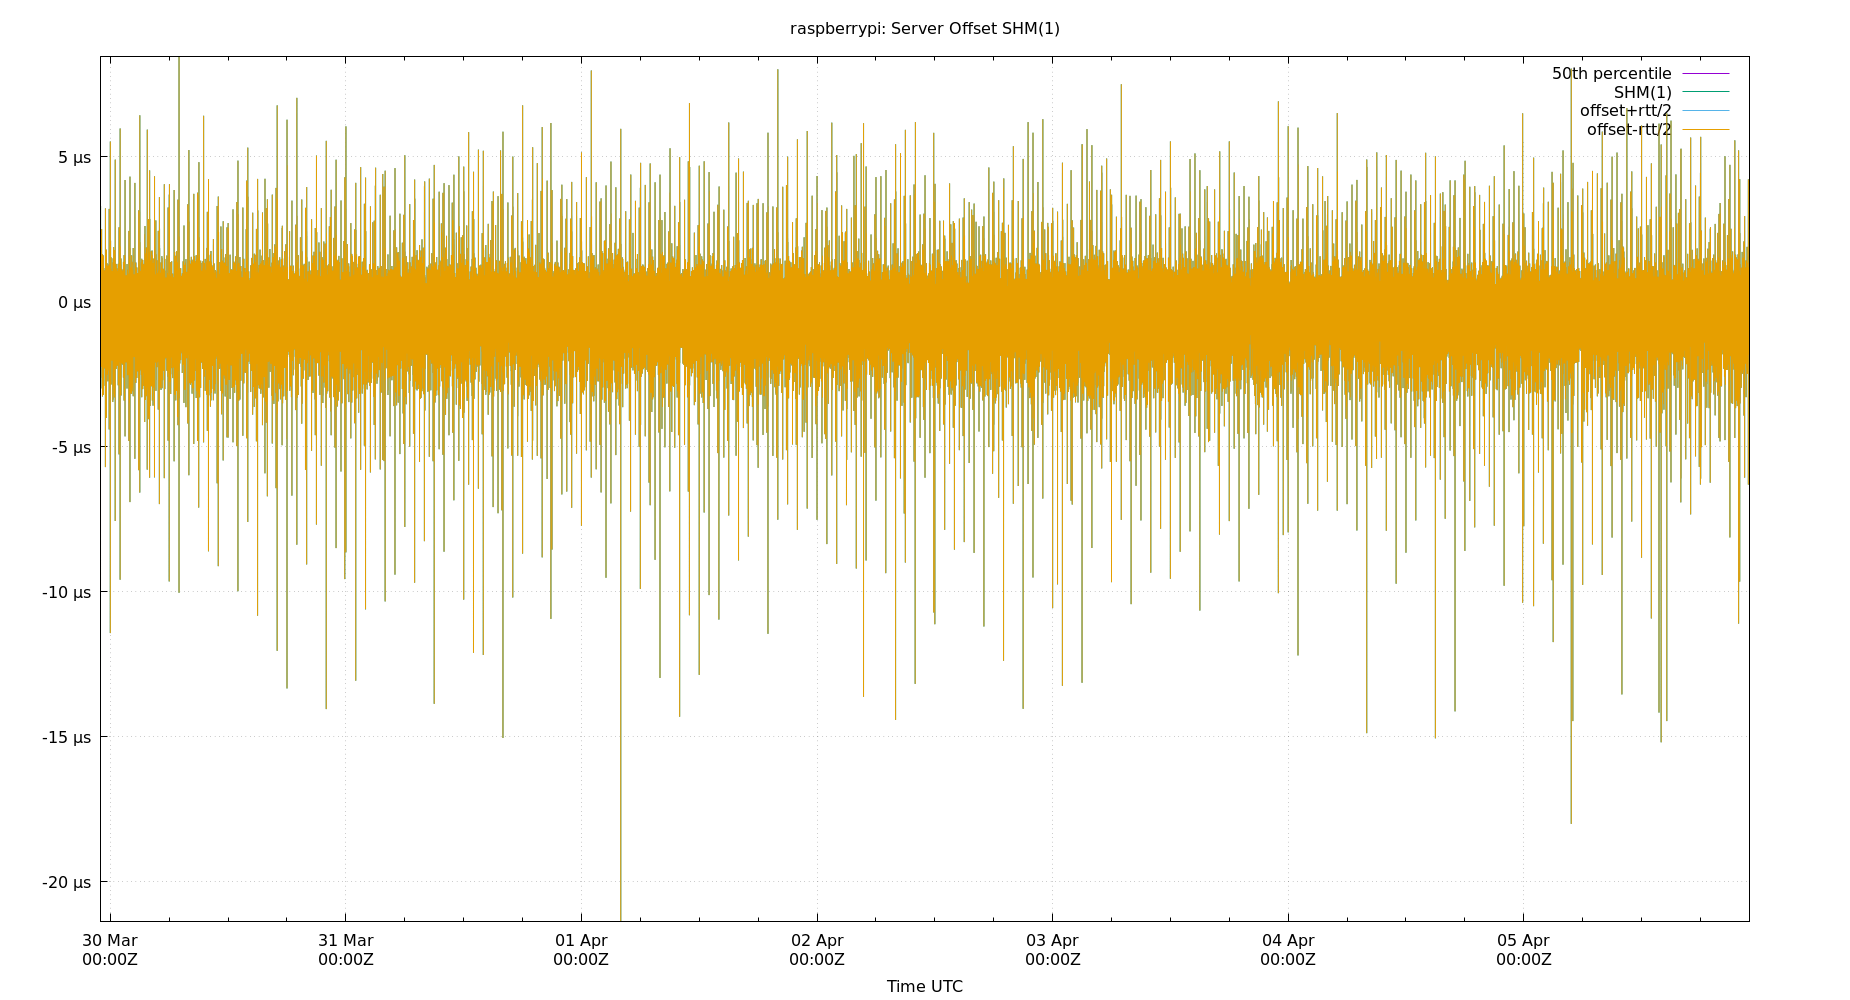 raspberrypi: Server Offset SHM(1)
50th percentile
SHM(1)
offset+rtt/2
offset-rtt/2
5 µs
0 µs
-5 µs
-10 µs
-15 µs
-20 µs
30 Mar 31 Mar 01 Apr 02 Apr 03 Apr 04 Apr 05 Apr
00:00Z 00:00Z 00:00Z 00:00Z 00:00Z 00:00Z 00:00Z
Time UTC